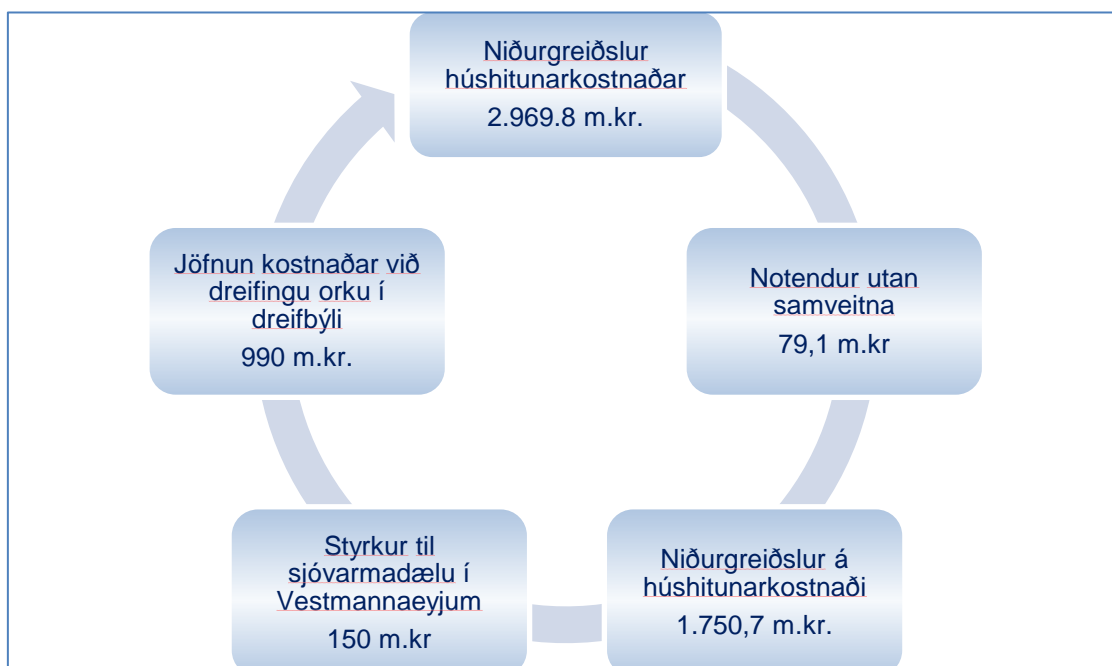 Niðurgreiðslur
húshitunarkostnaðar
2.969.8 m.kr.
Notendur utan
samveitna
79,1 m.kr
Niðurgreiðslur á
húshitunarkostnaði
1.750,7 m.kr.
Styrkur til
sjóvarmadælu í
Vestmannaeyjum
150 m.kr
Jöfnun kostnaðar við
dreifingu orku í
dreifbýli
990 m.kr.